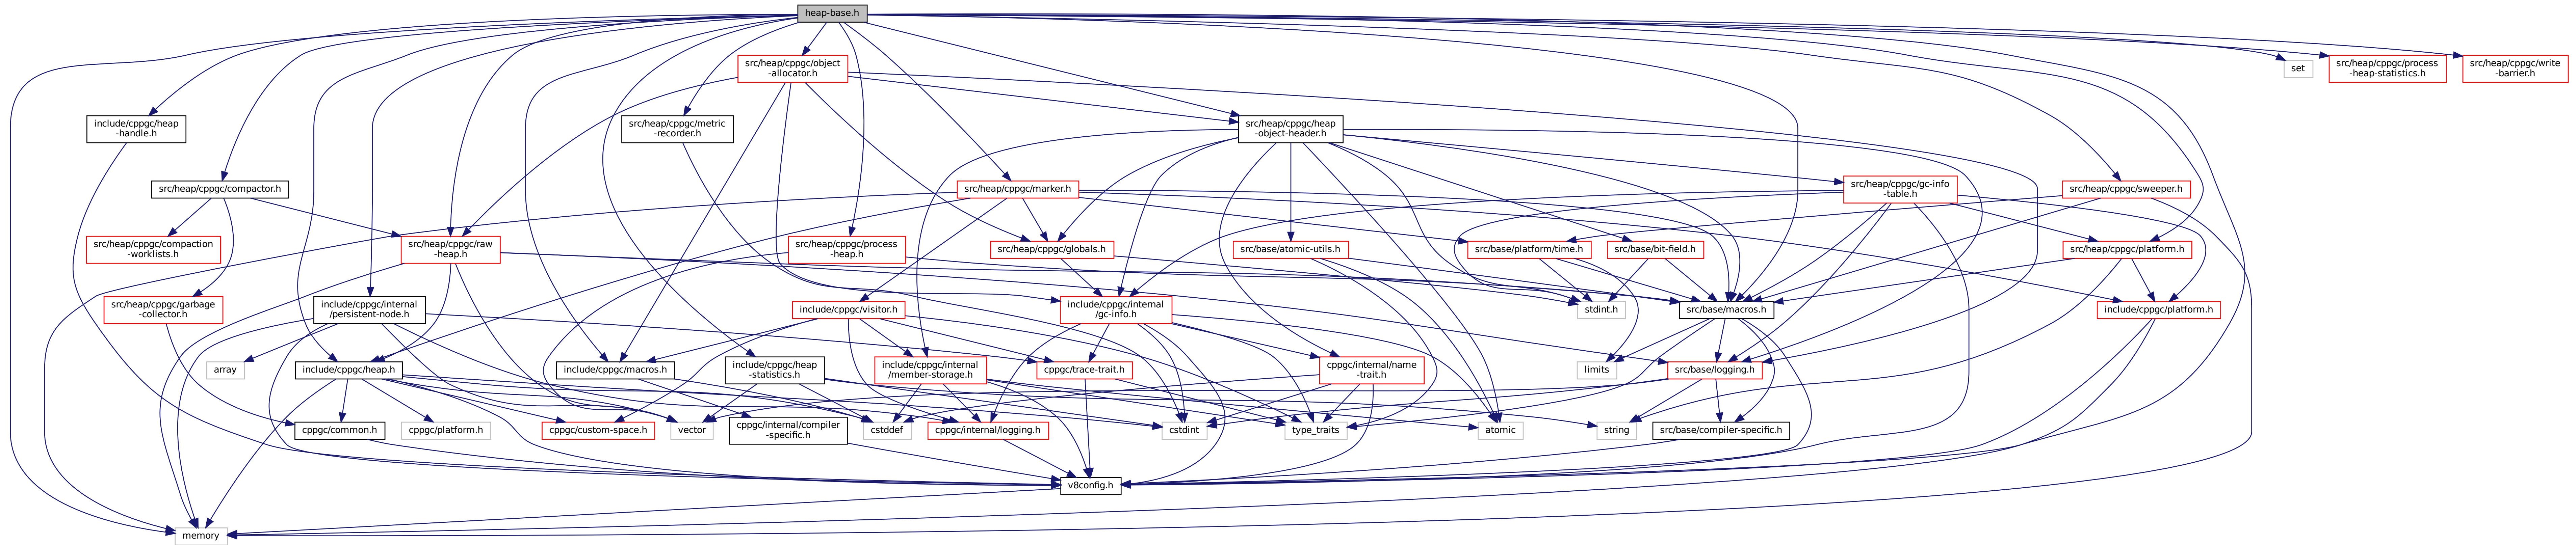 heap-base.h
src/heap/cppgc/object
-allocator.h
set
src/heap/cppgc/process
-heap-statistics.h
src/heap/cppgc/write
-barrier.h
include/cppgc/heap
-handle.h
src/heap/cppgc/metric
-recorder.h
src/heap/cppgc/heap
-object-header.h
src/heap/cppgc/compactor.h
src/heap/cppgc/marker.h
src/heap/cppgc/gc-info
-table.h
src/heap/cppgc/sweeper.h
src/heap/cppgc/compaction
-worklists.h
src/heap/cppgc/raw
-heap.h
src/heap/cppgc/process
-heap.h
src/heap/cppgc/globals.h
src/base/atomic-utils.h
src/base/platform/time.h
src/base/bit-field.h
src/heap/cppgc/platform.h
src/heap/cppgc/garbage
-collector.h
include/cppgc/internal
/persistent-node.h
include/cppgc/visitor.h
include/cppgc/internal
/gc-info.h
stdint.h
src/base/macros.h
include/cppgc/platform.h
array
include/cppgc/heap.h
include/cppgc/macros.h
include/cppgc/heap
-statistics.h
include/cppgc/internal
/member-storage.h
cppgc/trace-trait.h
cppgc/internal/name
-trait.h
limits
src/base/logging.h
cppgc/common.h
cppgc/platform.h
cppgc/custom-space.h
vector
cppgc/internal/compiler
-specific.h
cstddef
cppgc/internal/logging.h
cstdint
type_traits
atomic
string
src/base/compiler-specific.h
v8config.h
memory